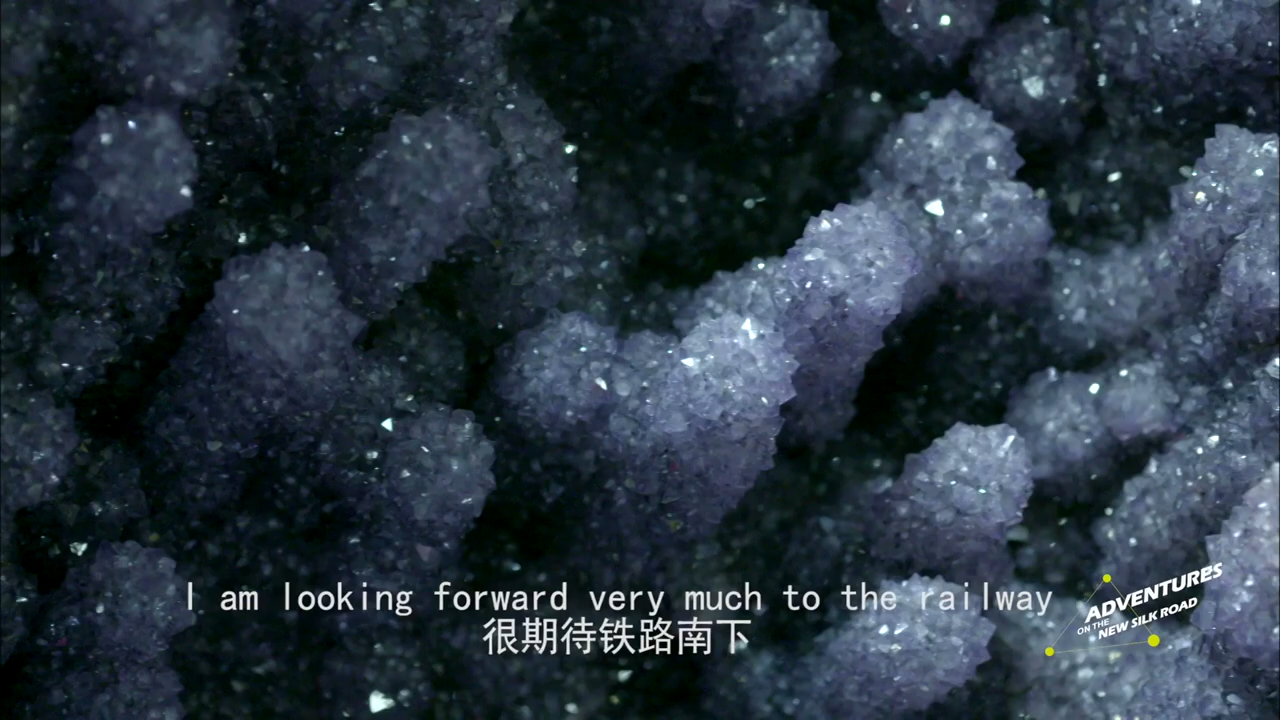 I am looking forward very much to the railway
很期待铁路南下
ADVENTURES
ON THE
NEW SILK ROAD